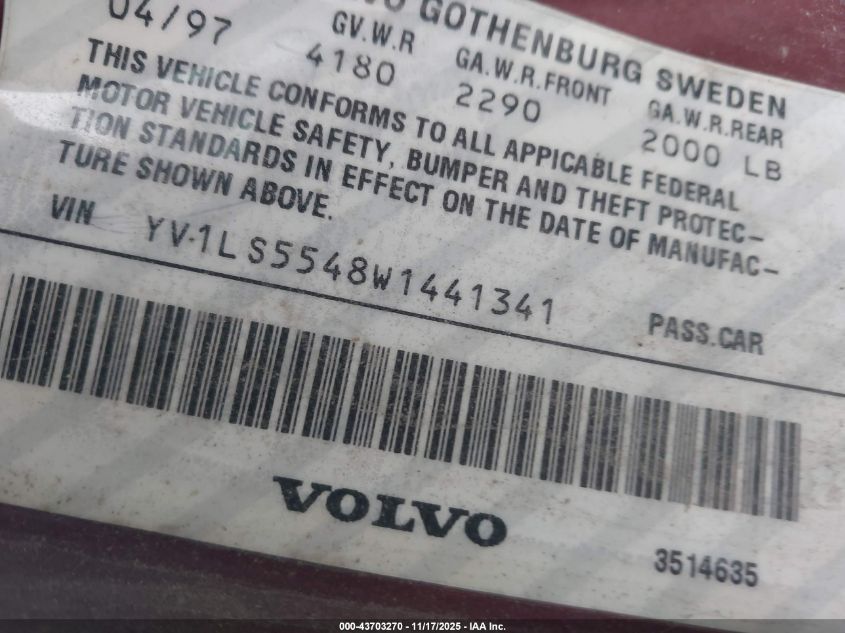 GOTHENBURG SWEDEN
04/97 GV.W.R GA.W.R.FRONT GA.W.R.REAR
4180 2290 2000 LB
THIS VEHICLE CONFORMS TO ALL APPICABLE FEDERAL
MOTOR VEHICLE SAFETY, BUMPER AND THEFT PROTEC-
TION STANDARDS IN EFFECT ON THE DATE OF MANUFAC-
TURE SHOWN ABOVE.
VIN YV1LS5548W1441341 PASS.CAR
VOLVO
3514635
000-43703270 - 11/17/2025 - IAA Inc.